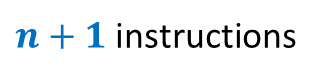 n + 1 instructions